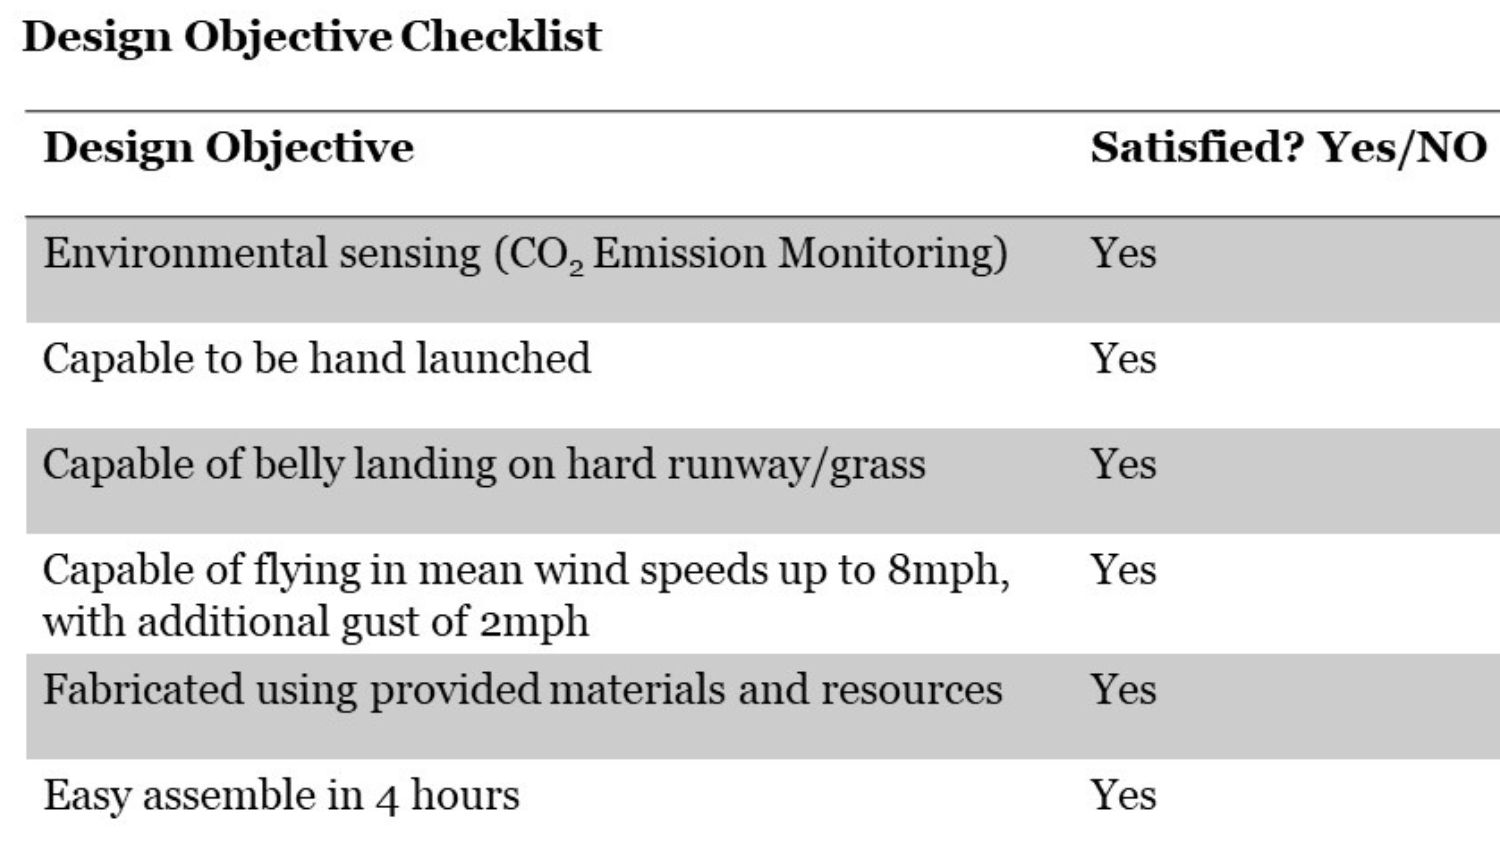 Design Objective Checklist
Design Objective Satisfied? Yes/NO
Environmental sensing (CO₂ Emission Monitoring) Yes
Capable to be hand launched Yes
Capable of belly landing on hard runway/grass Yes
Capable of flying in mean wind speeds up to 8mph, Yes
with additional gust of 2mph
Fabricated using provided materials and resources Yes
Easy assemble in 4 hours Yes